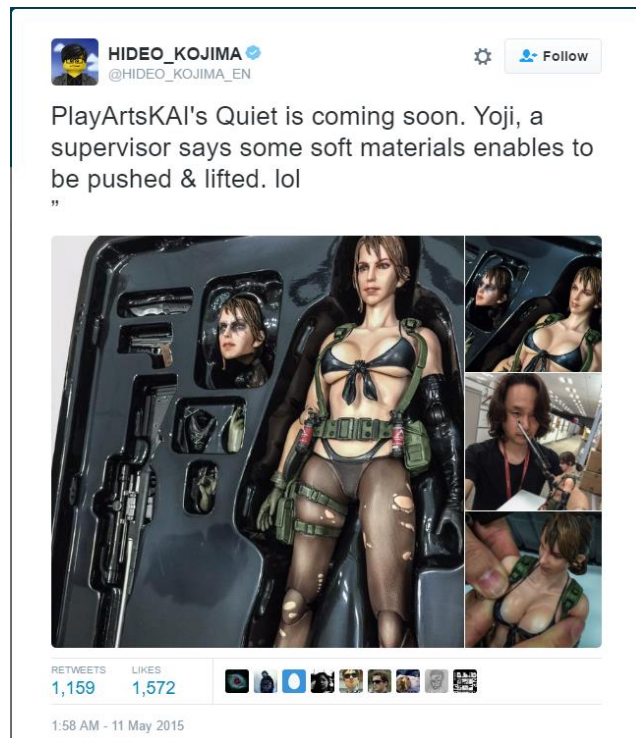 HIDEO_KOJIMA
@HIDEO_KOJIMA_EN
Follow
PlayArtsKAI's Quiet is coming soon. Yoji, a
supervisor says some soft materials enables to
be pushed & lifted. lol
”
RETWEETS
1,159
LIKES
1,572
1:58 AM - 11 May 2015